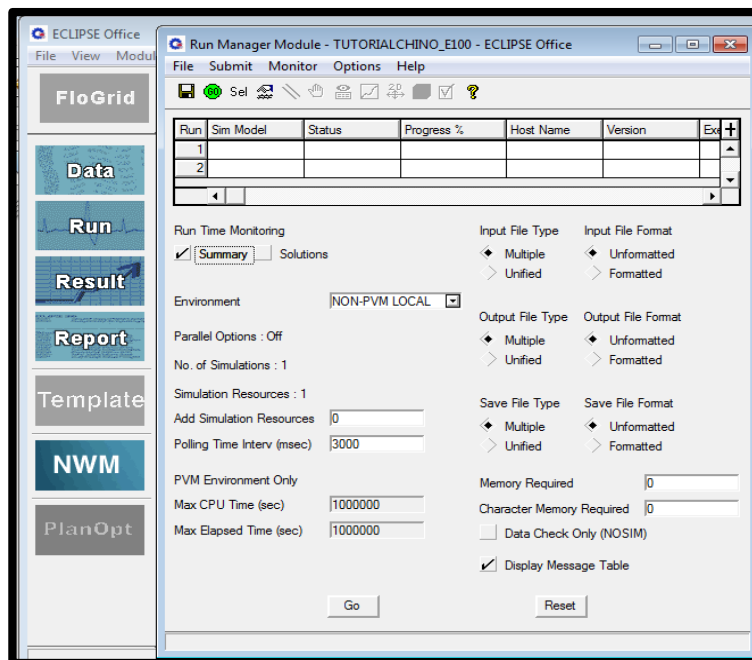 ECLIPSE Office
File View Modul
FloGrid
Data
Run
Result
Report
Template
NWM
PlanOpt
Run Manager Module - TUTORIALCHINO_E100 - ECLIPSE Office
File Submit Monitor Options Help
GO Sel 2D ?
Run Sim Model Status Progress % Host Name Version Exe +
1
2
Run Time Monitoring
Summary Solutions
Environment NON-PVM LOCAL
Parallel Options : Off
No. of Simulations : 1
Simulation Resources : 1
Add Simulation Resources 0
Polling Time Interv (msec) 3000
PVM Environment Only
Max CPU Time (sec) 1000000
Max Elapsed Time (sec) 1000000
Input File Type Input File Format
Multiple Unformatted
Unified Formatted
Output File Type Output File Format
Multiple Unformatted
Unified Formatted
Save File Type Save File Format
Multiple Unformatted
Unified Formatted
Memory Required 0
Character Memory Required 0
Data Check Only (NOSIM)
Display Message Table
Go Reset